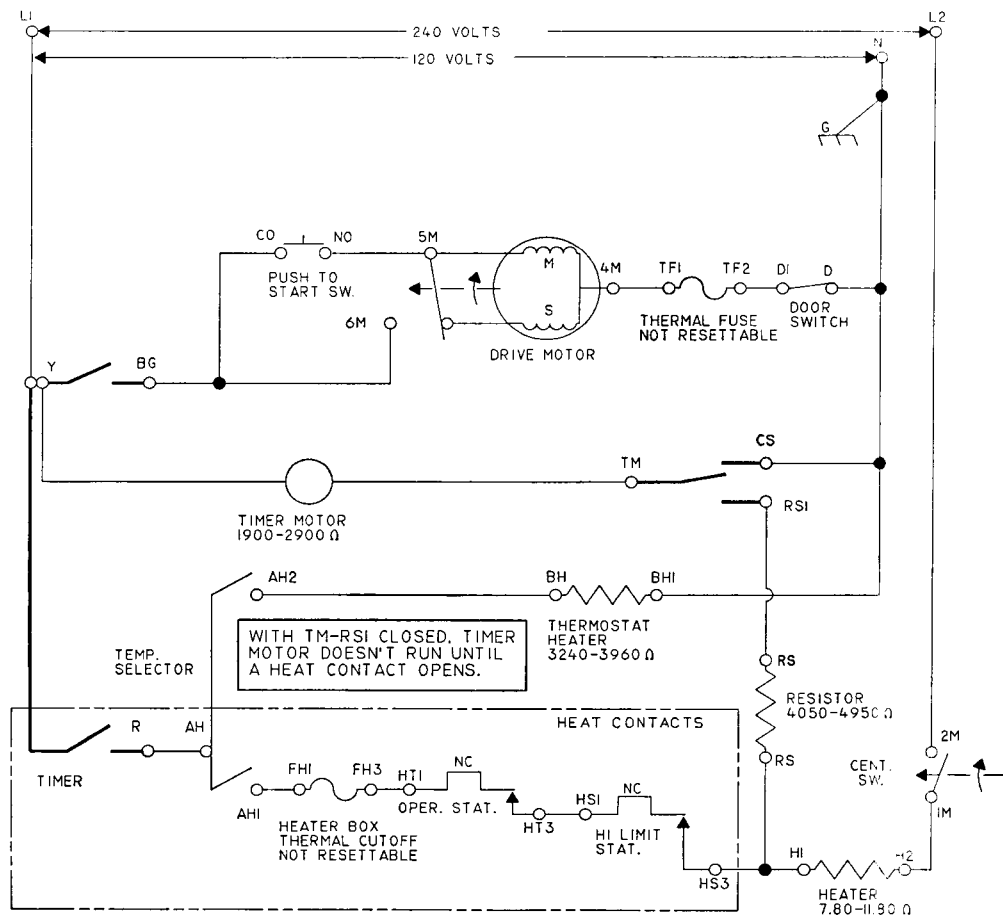 L1
L2
240 VOLTS
N
120 VOLTS
G
CO
NO
5M
PUSH TO
START SW.
M
S
4M
TF1
TF2
D1
D
6M
THERMAL FUSE
NOT RESETTABLE
DOOR
SWITCH
DRIVE MOTOR
Y
BG
CS
TM
RS1
TIMER MOTOR
1900-2900 Ω
AH2
BH
BH1
THERMOSTAT
HEATER
3240-3960 Ω
WITH TM-RS1 CLOSED, TIMER
MOTOR DOESN'T RUN UNTIL
A HEAT CONTACT OPENS.
TEMP.
SELECTOR
RS
RESISTOR
4050-4950 Ω
RS
HEAT CONTACTS
R
AH
TIMER
2M
CENT.
SW.
1M
FH1
FH3
HT1
NC
NC
AH1
OPER. STAT.
HT3
HS1
HEATER BOX
THERMAL CUTOFF
NOT RESETTABLE
HI LIMIT
STAT.
HS3
H1
H2
HEATER
7.80-11.80 Ω